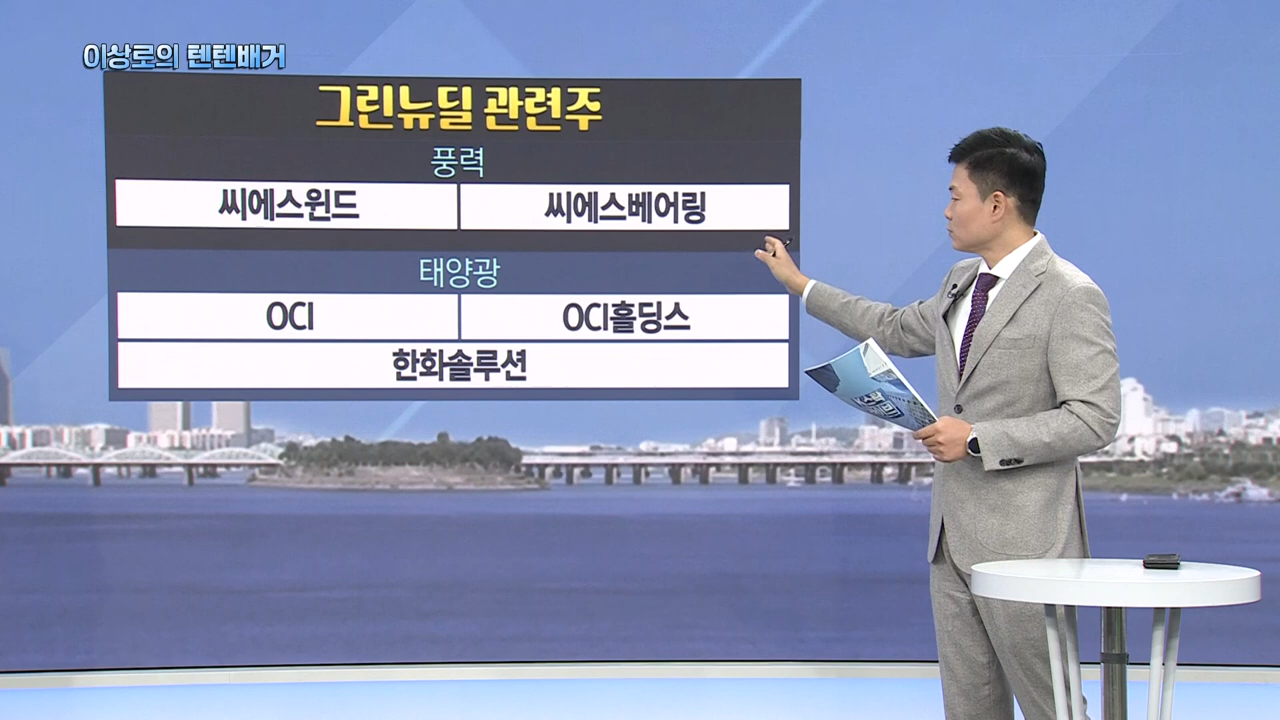 이상로의 텐텐배거
그린뉴딜 관련주
풍력
씨에스윈드 씨에스베어링
태양광
OCI OCI홀딩스
한화솔루션